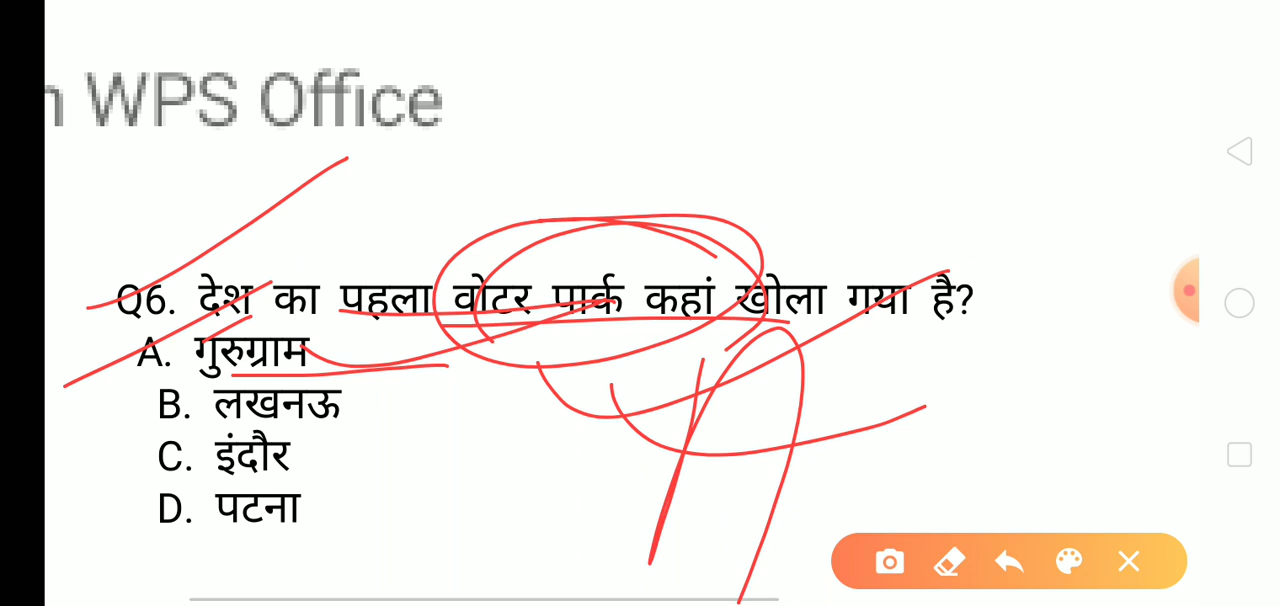 WPS Office
Q6. देश का पहला वोटर पार्क कहां खोला गया है?
A. गुरुग्राम
B. लखनऊ
C. इंदौर
D. पटना